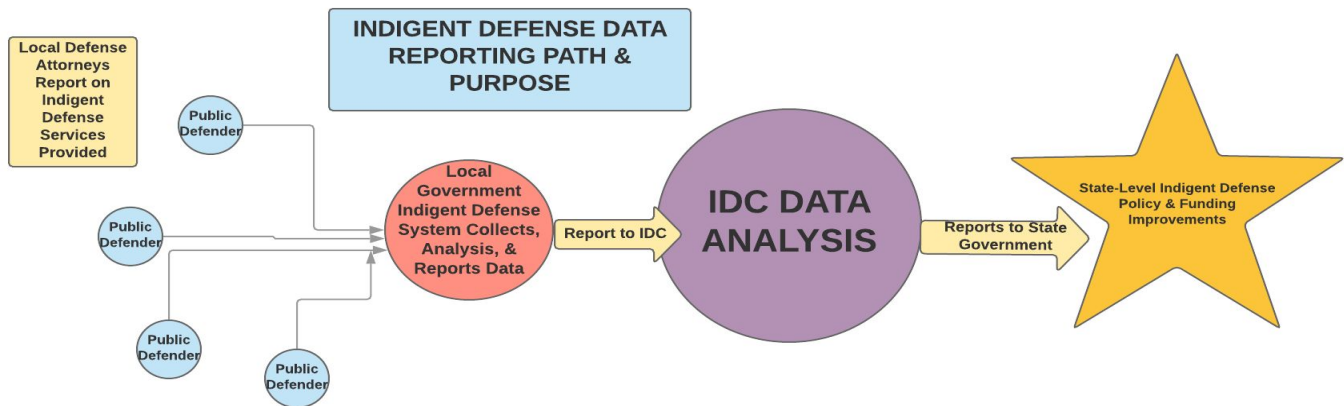 INDIGENT DEFENSE DATA
REPORTING PATH &
PURPOSE
Local Defense
Attorneys
Report on
Indigent
Defense
Services
Provided
Public
Defender
Public
Defender
Public
Defender
Public
Defender
Local
Government
Indigent Defense
System Collects,
Analysis, &
Reports Data
Report to IDC
IDC DATA
ANALYSIS
Reports to State
Government
State-Level Indigent Defense
Policy & Funding
Improvements